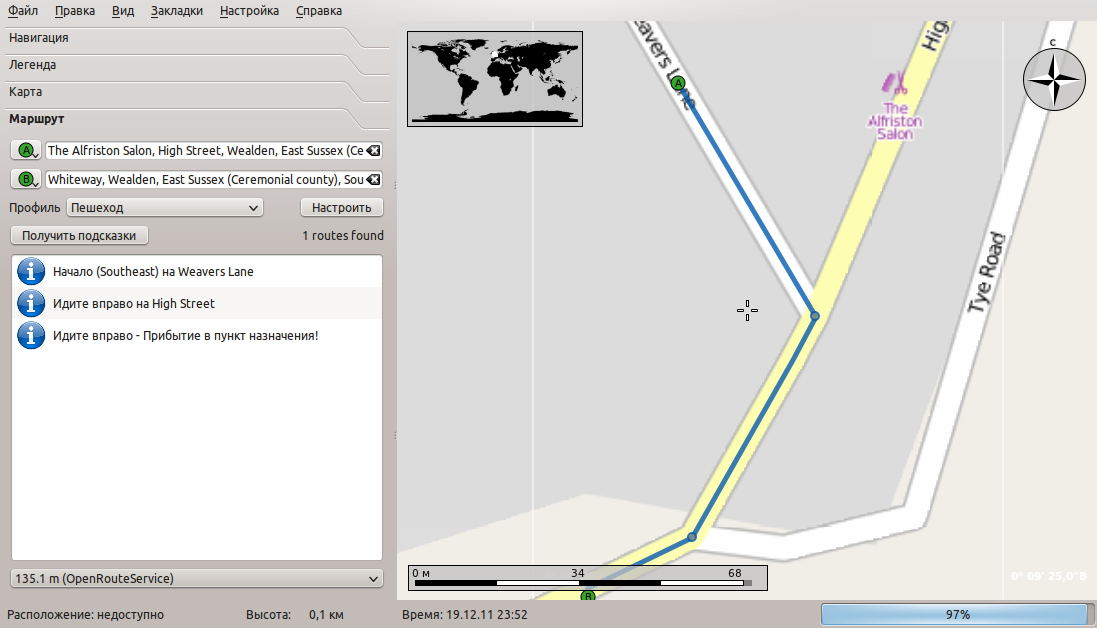 Файл Правка Вид Закладки Настройка Справка
Навигация
Легенда
Карта
Маршрут
A The Alfriston Salon, High Street, Wealden, East Sussex (Ce
B Whiteway, Wealden, East Sussex (Ceremonial county), Sou
Профиль Пешеход Настроить
Получить подсказки 1 routes found
Начало (Southeast) на Weavers Lane
Идите вправо на High Street
Идите вправо - Прибытие в пункт назначения!
135.1 m (OpenRouteService)
Расположение: недоступно Высота: 0,1 км Время: 19.12.11 23:52 97%
eavers Lane
A
Hig
The
Alfriston
Salon
с
Tye Road
0 м 34 68
B
0° 09' 25,0"В